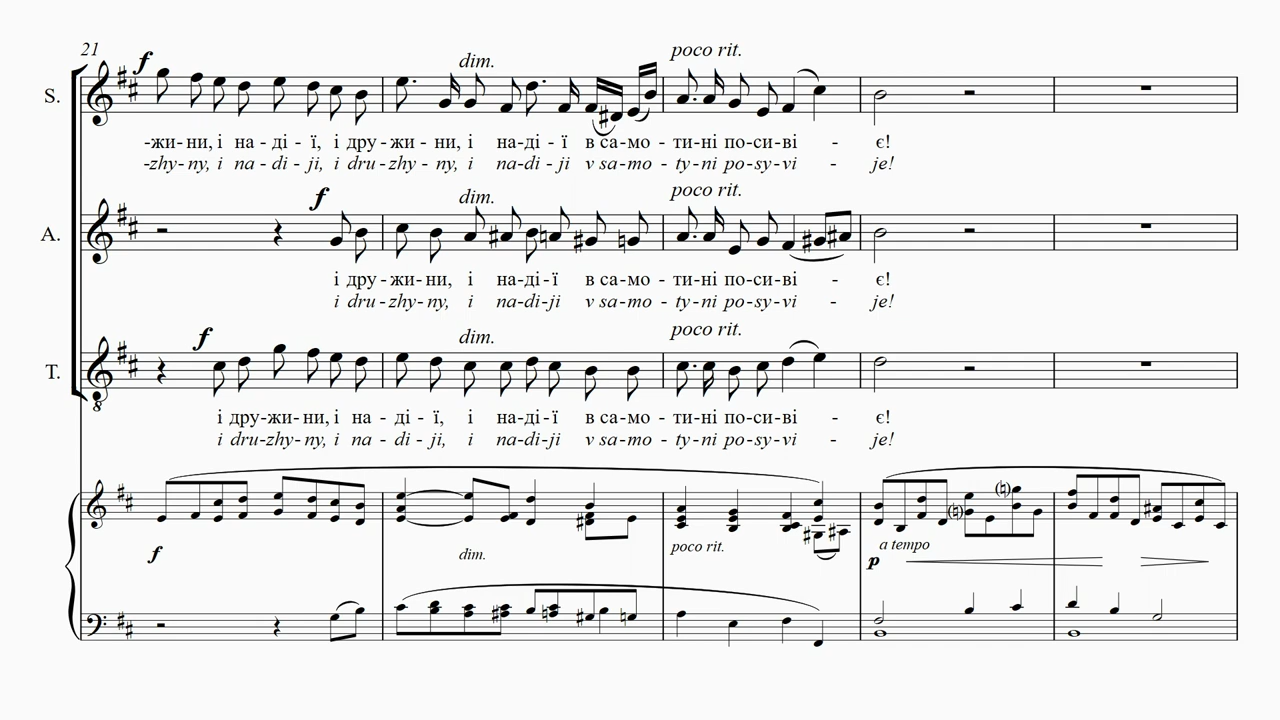 21
f
dim.
poco rit.
S.
-жи-ни, і на-ді-ї, і дру-жи-ни, і на-ді-ї в са-мо-ти-ні по-си-ві-є!
-zhy-ny, i na-di-ji, i dru-zhy-ny, i na-di-ji v sa-mo-ty-ni po-sy-vi-je!
f
dim.
poco rit.
A.
і дру-жи-ни, і на-ді-ї в са-мо-ти-ні по-си-ві-є!
i dru-zhy-ny, i na-di-ji v sa-mo-ty-ni po-sy-vi-je!
f
dim.
poco rit.
T.
8
і дру-жи-ни, і на-ді-ї, і на-ді-ї в са-мо-ти-ні по-си-ві-є!
i dru-zhy-ny, i na-di-ji, i na-di-ji v sa-mo-ty-ni po-sy-vi-je!
f
dim.
poco rit.
a tempo
p